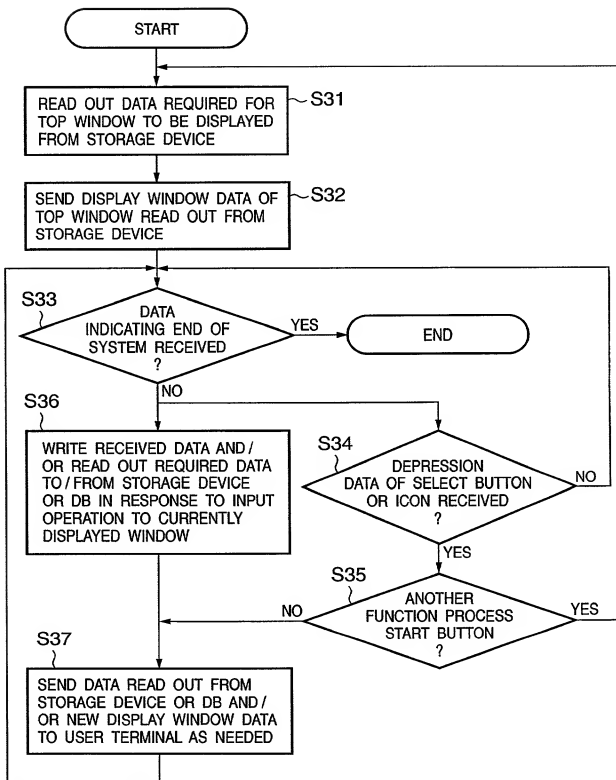 START
READ OUT DATA REQUIRED FOR
TOP WINDOW TO BE DISPLAYED
FROM STORAGE DEVICE
S31
SEND DISPLAY WINDOW DATA OF
TOP WINDOW READ OUT FROM
STORAGE DEVICE
S32
S33
DATA
INDICATING END OF
SYSTEM RECEIVED
?
YES
END
NO
S36
WRITE RECEIVED DATA AND/
OR READ OUT REQUIRED DATA
TO/FROM STORAGE DEVICE
OR DB IN RESPONSE TO INPUT
OPERATION TO CURRENTLY
DISPLAYED WINDOW
S34
DEPRESSION
DATA OF SELECT BUTTON
OR ICON RECEIVED
?
NO
YES
S35
ANOTHER
FUNCTION PROCESS
START BUTTON
?
NO
YES
S37
SEND DATA READ OUT FROM
STORAGE DEVICE OR DB AND/
OR NEW DISPLAY WINDOW DATA
TO USER TERMINAL AS NEEDED